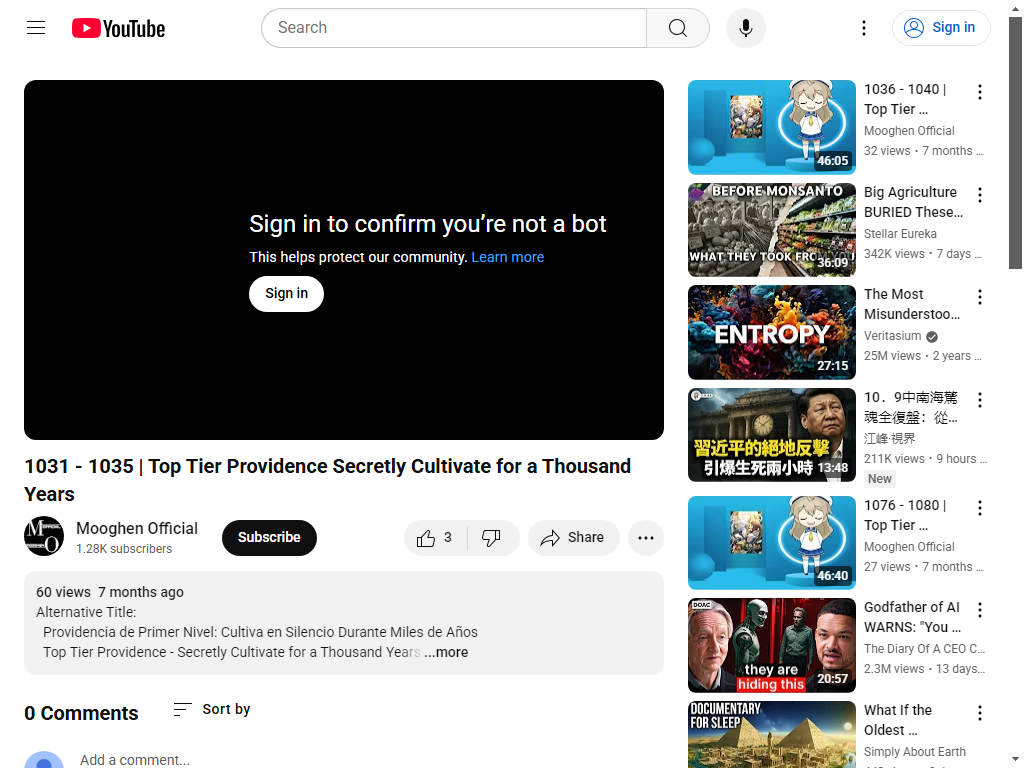 YouTube
Search
Sign in
Sign in to confirm you’re not a bot
This helps protect our community. Learn more
Sign in
1031 - 1035 | Top Tier Providence Secretly Cultivate for a Thousand
Years
Mooghen Official
1.28K subscribers
Subscribe
3
Share
60 views 7 months ago
Alternative Title:
Providencia de Primer Nivel: Cultiva en Silencio Durante Miles de Años
Top Tier Providence - Secretly Cultivate for a Thousand Years ...more
0 Comments
Sort by
Add a comment...
46:05
1036 - 1040 |
Top Tier ...
Mooghen Official
32 views • 7 months ...
BEFORE MONSANTO
WHAT THEY TOOK FROM YOU
36:09
Big Agriculture
BURIED These...
Stellar Eureka
342K views • 7 days ...
ENTROPY
27:15
The Most
Misunderstoo...
Veritasium
25M views • 2 years ...
習近平的絕地反擊
引爆生死兩小時
13:48
10．9中南海驚
魂全復盤：從...
江峰·視界
211K views • 9 hours ...
New
46:40
1076 - 1080 |
Top Tier ...
Mooghen Official
27 views • 7 months ...
DOAC
they are
hiding this
20:57
Godfather of AI
WARNS: "You ...
The Diary Of A CEO C...
2.3M views • 13 days...
DOCUMENTARY
FOR SLEEP
What If the
Oldest ...
Simply About Earth